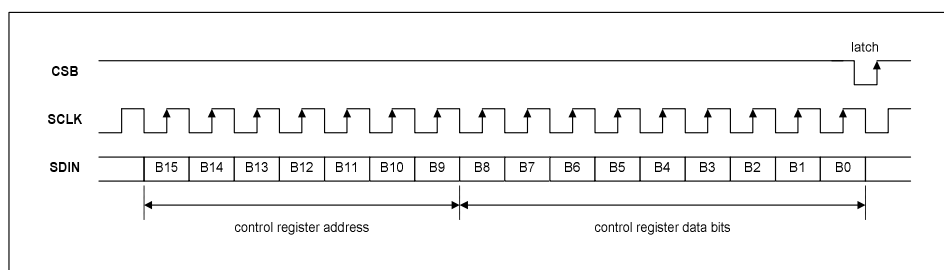 latch
CSB
SCLK
SDIN B15 B14 B13 B12 B11 B10 B9 B8 B7 B6 B5 B4 B3 B2 B1 B0
control register address control register data bits